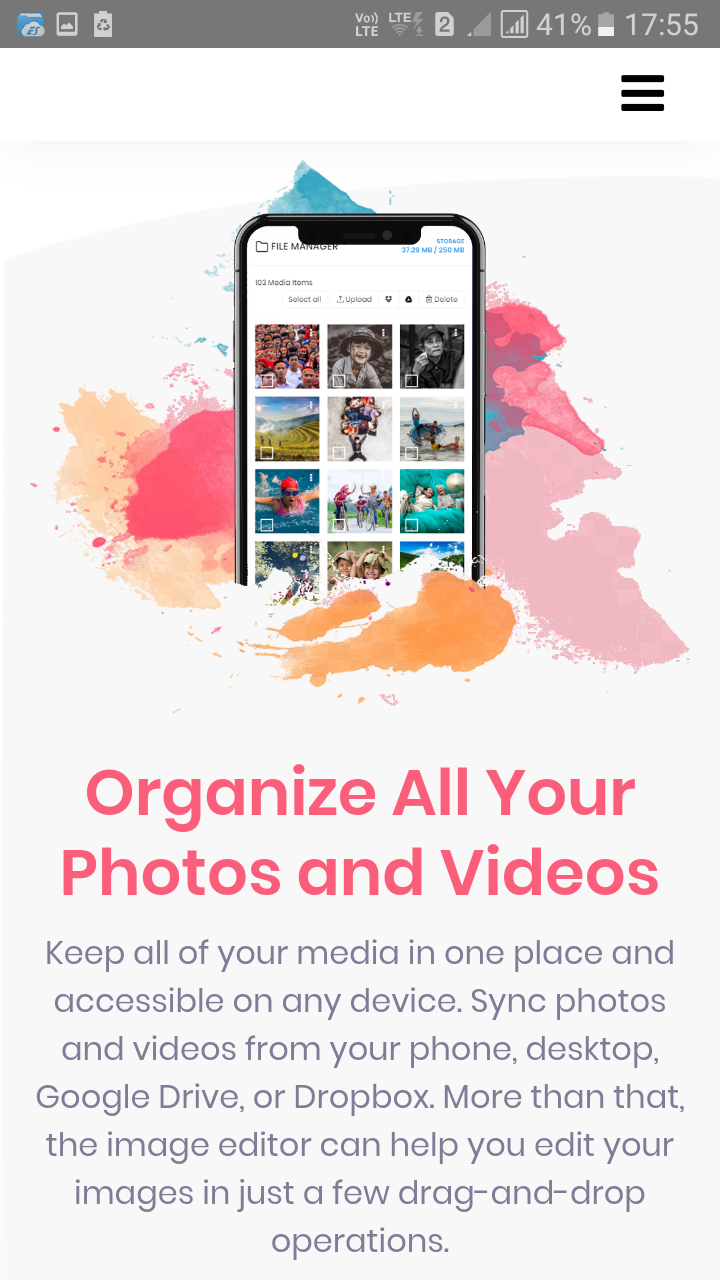 Vo))
LTE
LTE
2
41%
17:55
FILE MANAGER
STORAGE
37.29 MB / 250 MB
103 Media Items
Select all
Upload
Delete
Organize All Your
Photos and Videos
Keep all of your media in one place and
accessible on any device. Sync photos
and videos from your phone, desktop,
Google Drive, or Dropbox. More than that,
the image editor can help you edit your
images in just a few drag-and-drop
operations.